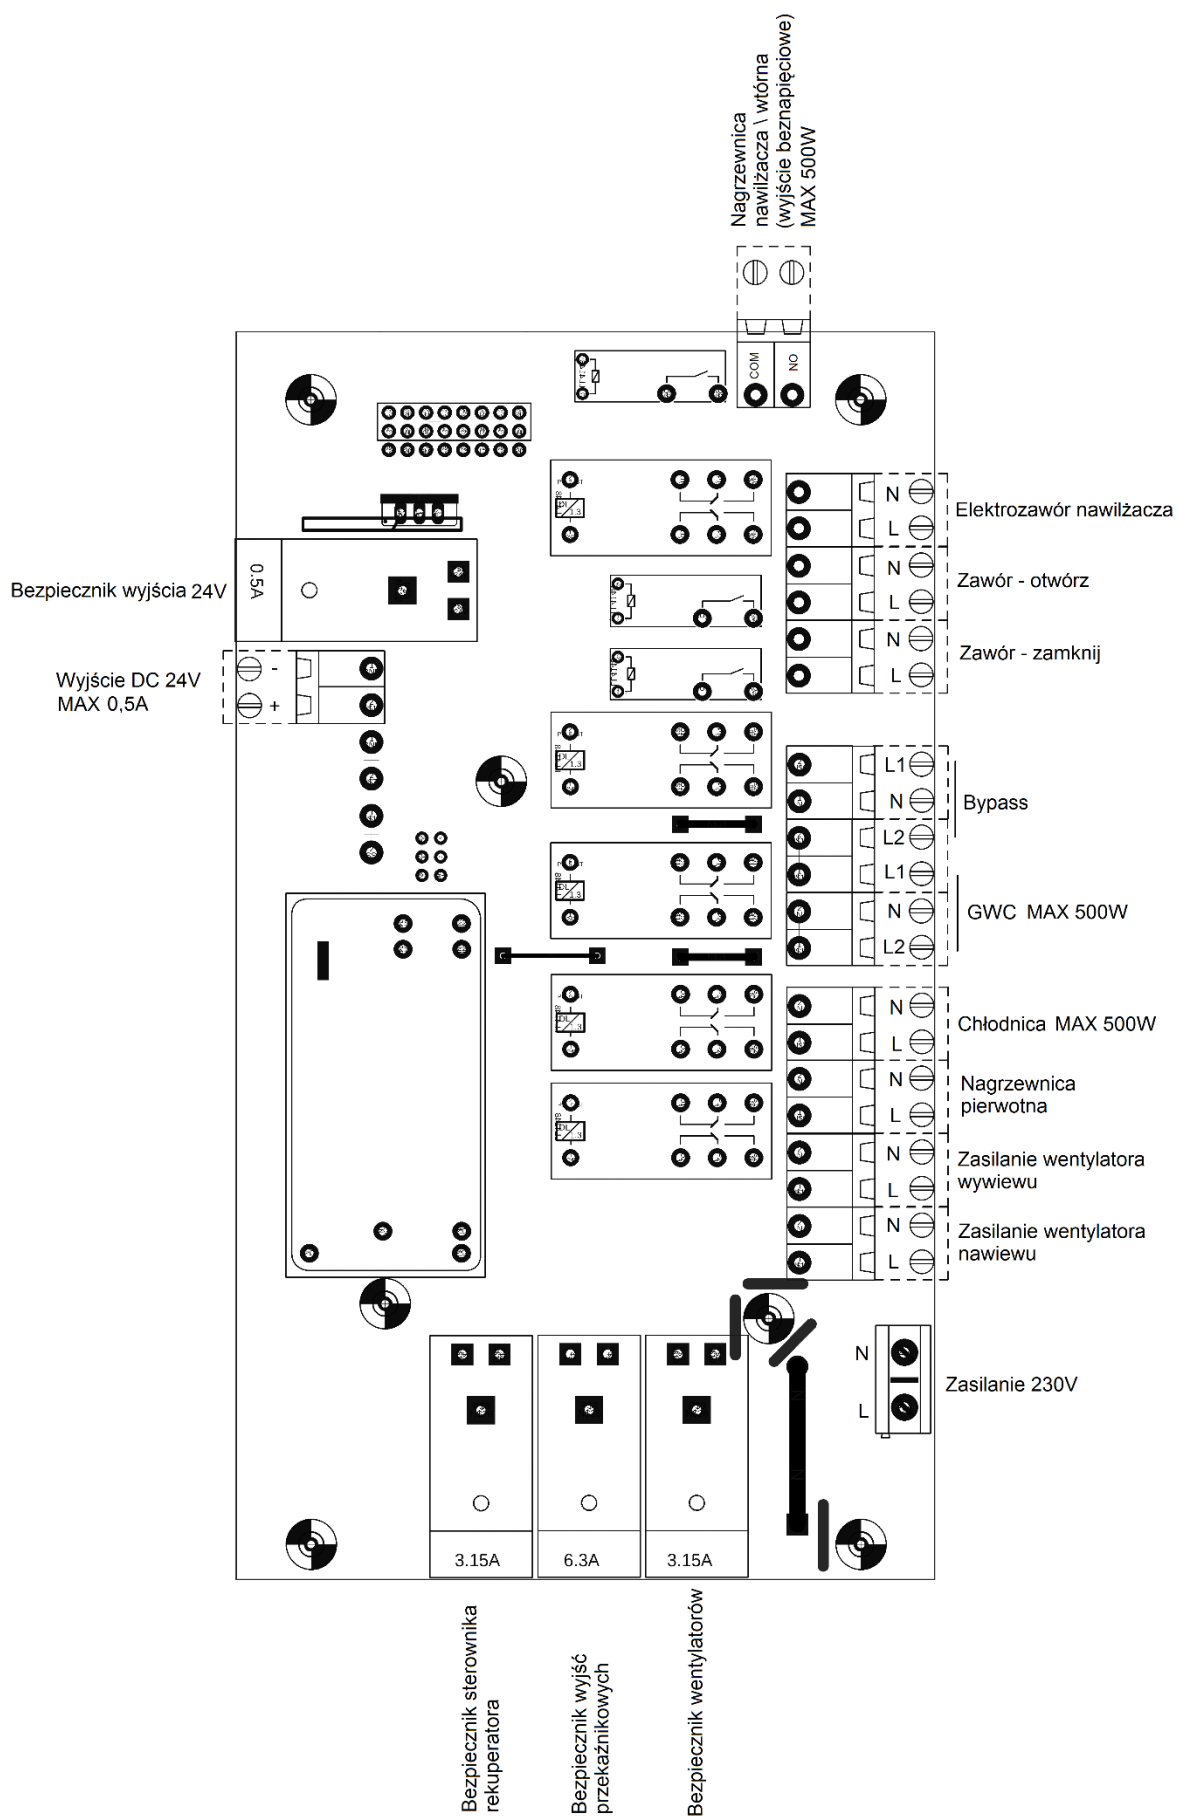 Nagrzewnica
nawilżacza \ wtórna
(wyjście beznapięciowe)
MAX 500W
COM
NO
N
L
Elektrozawór nawilżacza
N
L
Zawór - otwórz
N
L
Zawór - zamknij
Bezpiecznik wyjścia 24V
0.5A
Wyjście DC 24V
MAX 0,5A
-
+
L1
N
L2
Bypass
L1
N
L2
GWC MAX 500W
N
L
Chłodnica MAX 500W
N
L
Nagrzewnica
pierwotna
N
L
Zasilanie wentylatora
wywiewu
N
L
Zasilanie wentylatora
nawiewu
N
L
Zasilanie 230V
3.15A
6.3A
3.15A
Bezpiecznik sterownika
rekuperatora
Bezpiecznik wyjść
przekaźnikowych
Bezpiecznik wentylatorów